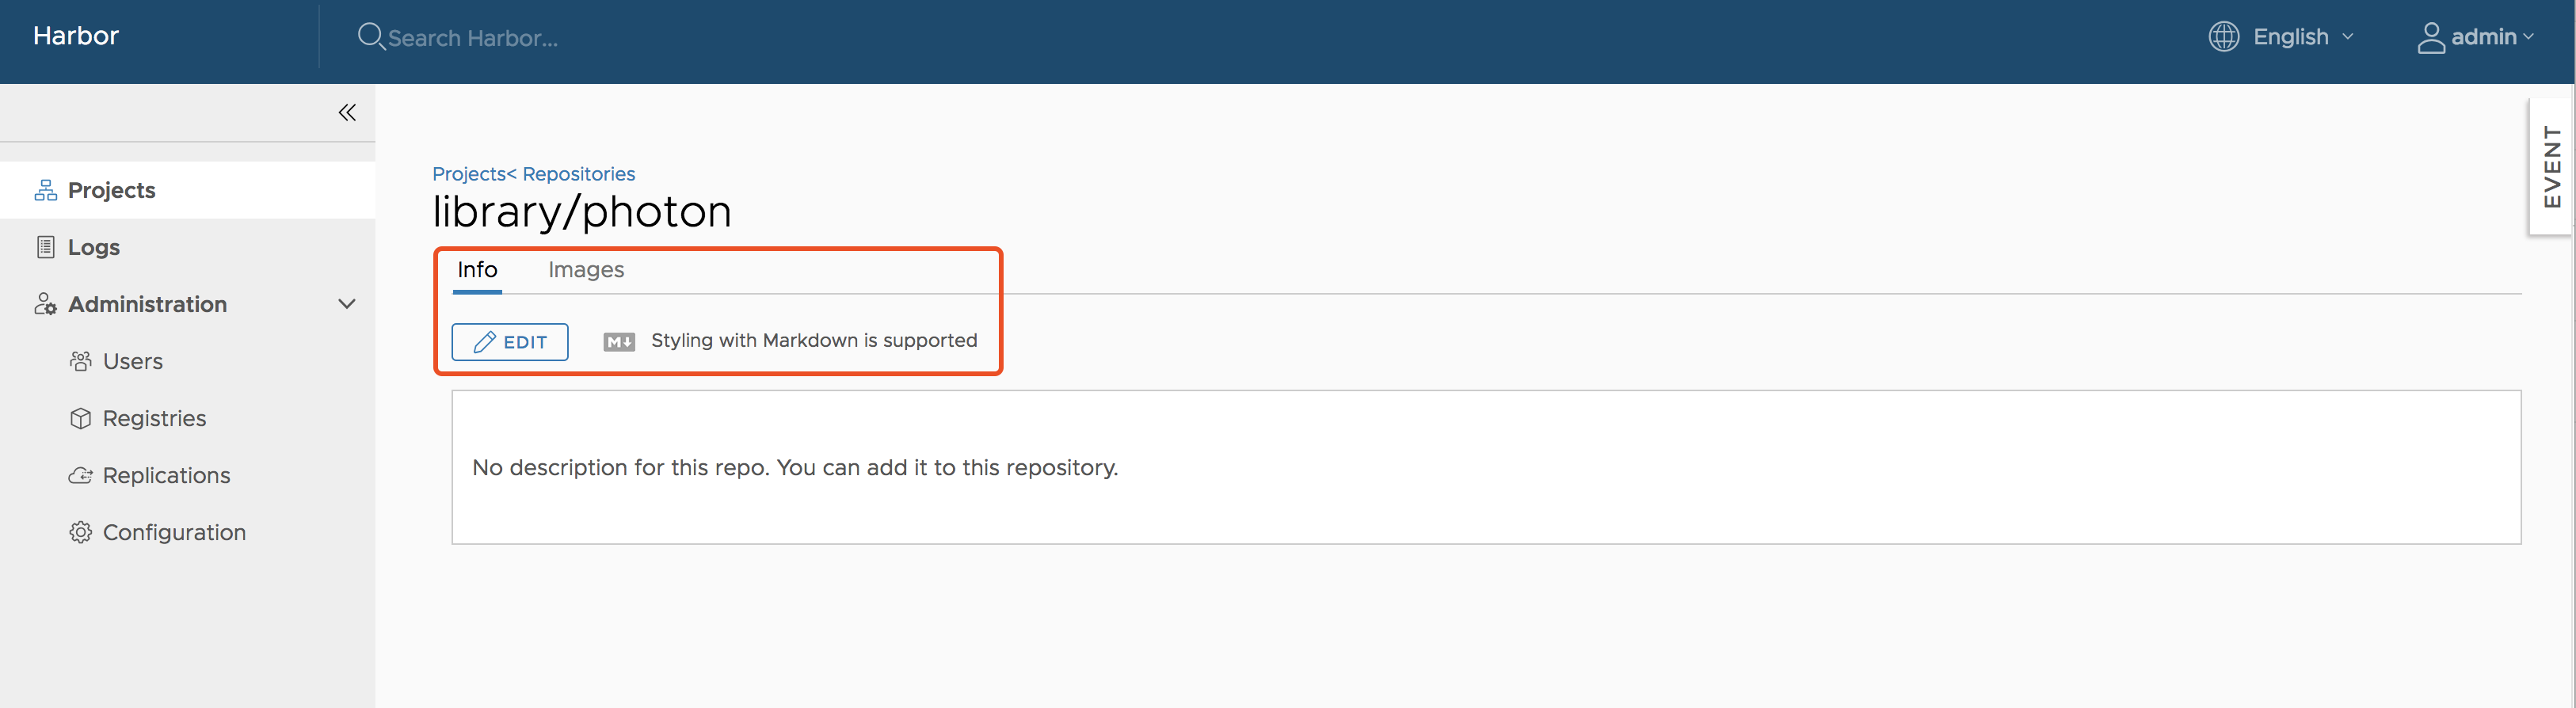 Harbor
Search Harbor...
English
admin
EVENT
Projects
Logs
Administration
Users
Registries
Replications
Configuration
Projects< Repositories
library/photon
Info Images
EDIT M↓ Styling with Markdown is supported
No description for this repo. You can add it to this repository.